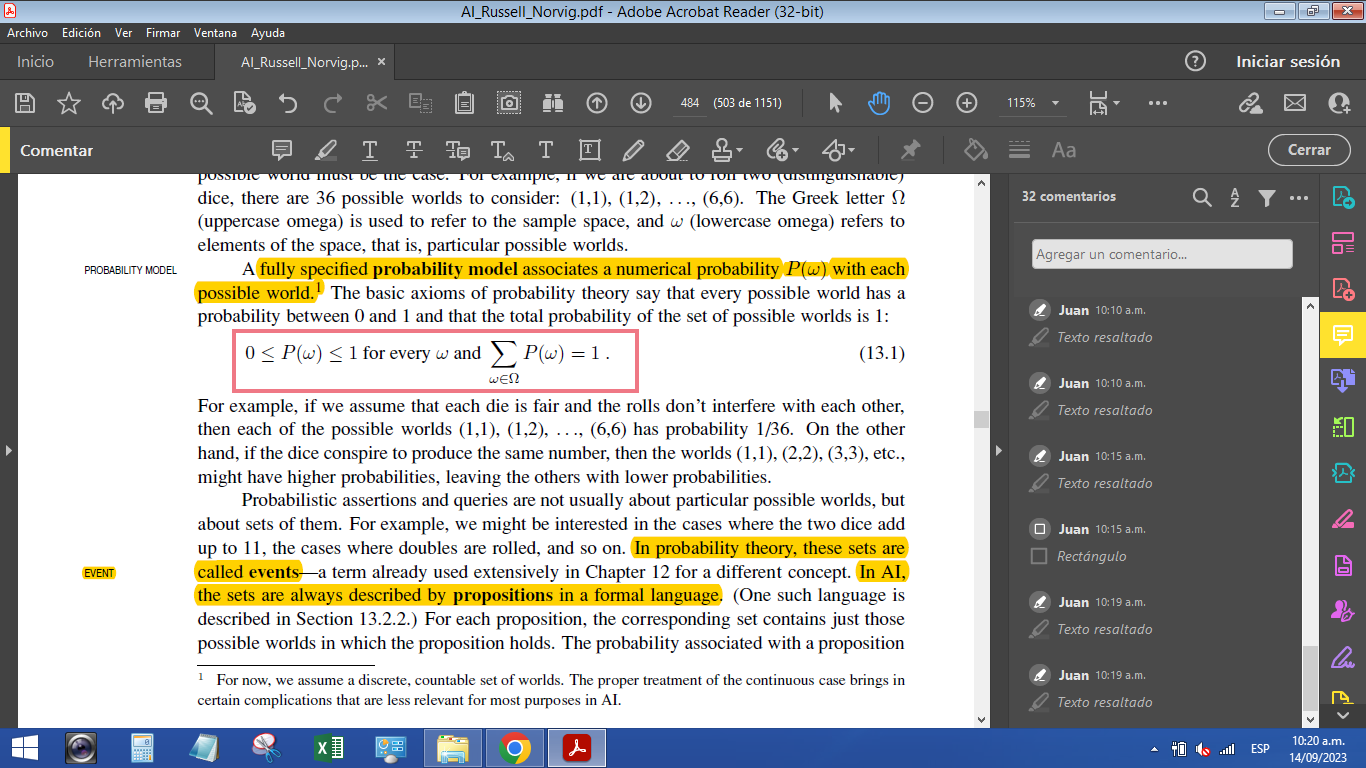 AI_Russell_Norvig.pdf - Adobe Acrobat Reader (32-bit)
Archivo Edición Ver Firmar Ventana Ayuda
Inicio Herramientas AI_Russell_Norvig.p... × Iniciar sesión
484 (503 de 1151) 115%
Comentar Cerrar
possible world must be the case. For example, if we are about to roll two (distinguishable)
dice, there are 36 possible worlds to consider: (1,1), (1,2), . . ., (6,6). The Greek letter Ω
(uppercase omega) is used to refer to the sample space, and ω (lowercase omega) refers to
elements of the space, that is, particular possible worlds.
PROBABILITY MODEL
A fully specified probability model associates a numerical probability P(ω) with each
possible world.¹ The basic axioms of probability theory say that every possible world has a
probability between 0 and 1 and that the total probability of the set of possible worlds is 1:
0 ≤ P(ω) ≤ 1 for every ω and ∑ P(ω) = 1 . (13.1)
ω∈Ω
For example, if we assume that each die is fair and the rolls don't interfere with each other,
then each of the possible worlds (1,1), (1,2), . . ., (6,6) has probability 1/36. On the other
hand, if the dice conspire to produce the same number, then the worlds (1,1), (2,2), (3,3), etc.,
might have higher probabilities, leaving the others with lower probabilities.
Probabilistic assertions and queries are not usually about particular possible worlds, but
about sets of them. For example, we might be interested in the cases where the two dice add
up to 11, the cases where doubles are rolled, and so on. In probability theory, these sets are
EVENT
called events—a term already used extensively in Chapter 12 for a different concept. In AI,
the sets are always described by propositions in a formal language. (One such language is
described in Section 13.2.2.) For each proposition, the corresponding set contains just those
possible worlds in which the proposition holds. The probability associated with a proposition
¹ For now, we assume a discrete, countable set of worlds. The proper treatment of the continuous case brings in
certain complications that are less relevant for most purposes in AI.
32 comentarios
Agregar un comentario...
Juan 10:10 a.m.
Texto resaltado
Juan 10:10 a.m.
Texto resaltado
Juan 10:15 a.m.
Texto resaltado
Juan 10:15 a.m.
Rectángulo
Juan 10:19 a.m.
Texto resaltado
Juan 10:19 a.m.
Texto resaltado
ESP
10:20 a.m.
14/09/2023